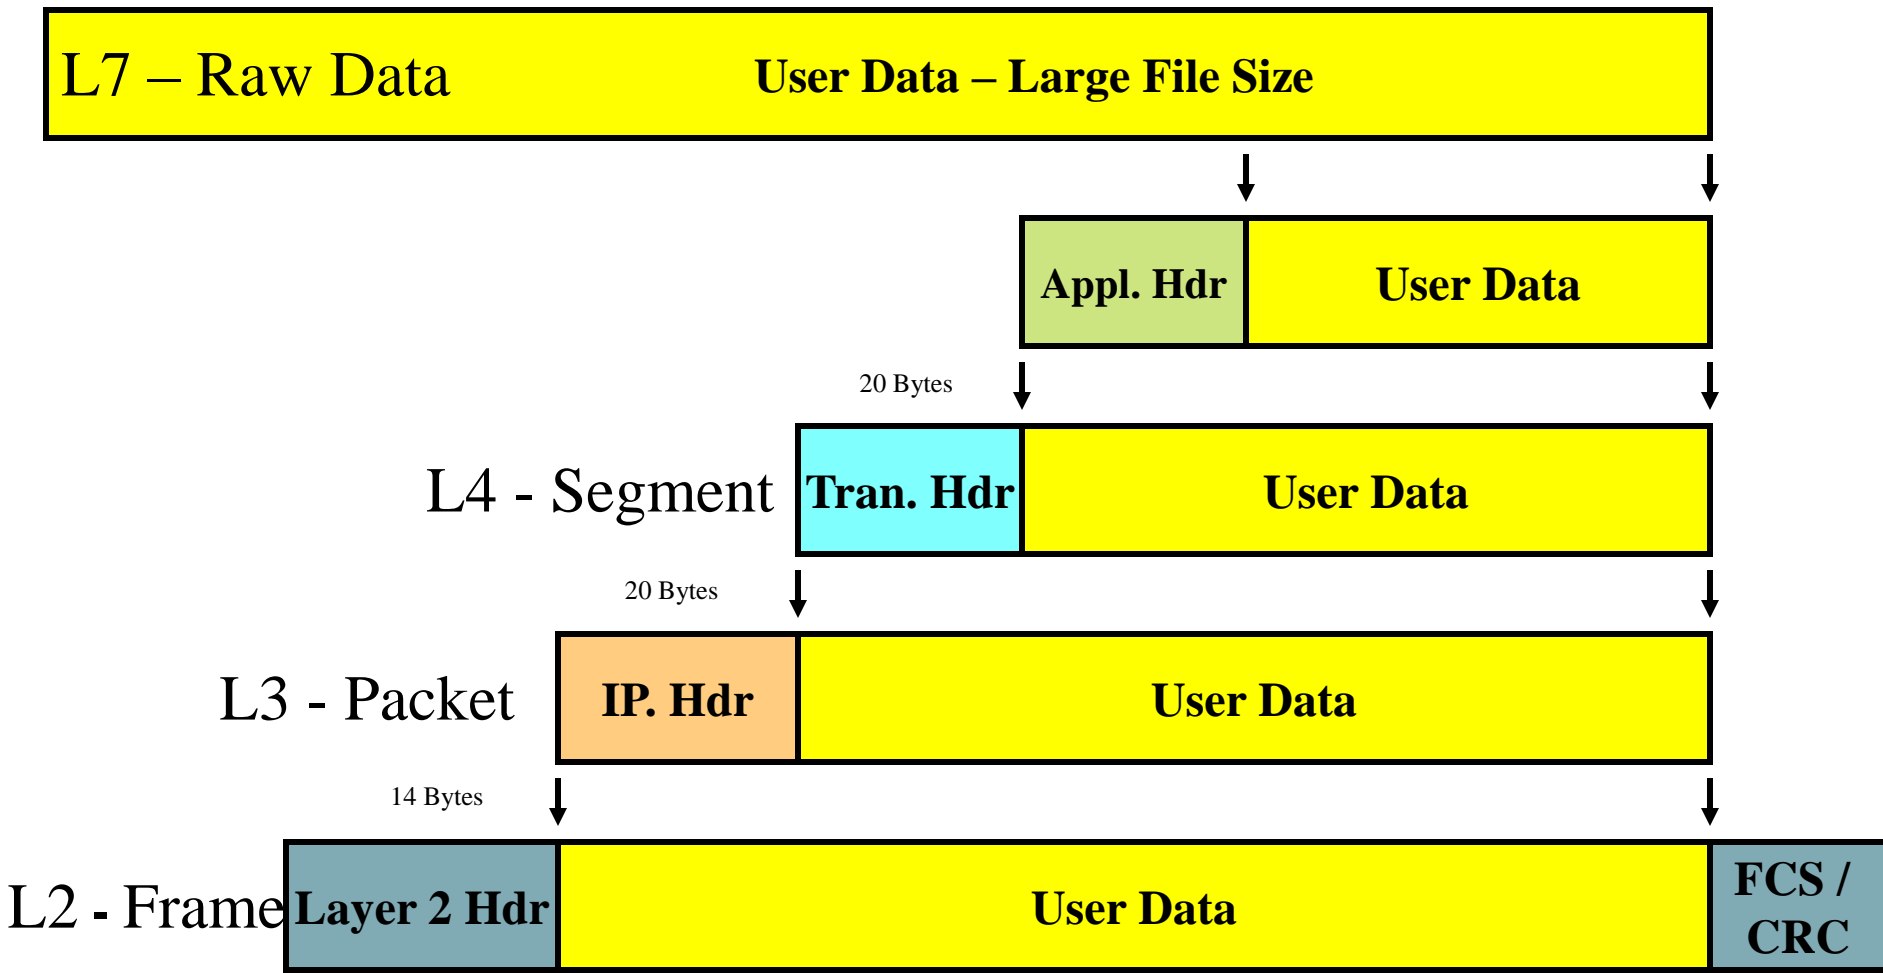 L7 – Raw Data
User Data – Large File Size
Appl. Hdr
User Data
20 Bytes
L4 - Segment
Tran. Hdr
User Data
20 Bytes
L3 - Packet
IP. Hdr
User Data
14 Bytes
L2 - Frame
Layer 2 Hdr
User Data
FCS /
CRC